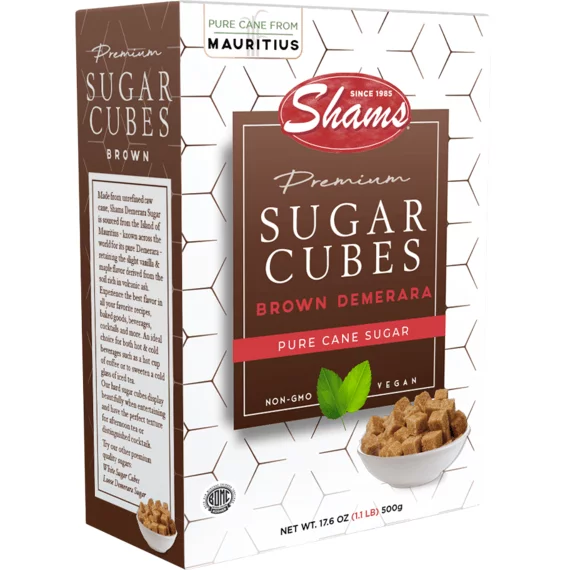 PURE CANE FROM
MAURITIUS
Premium
SUGAR
CUBES
BROWN
Made from unrefined raw
cane, Shams Demerara Sugar
is sourced from the Island of
Mauritius - known across the
world for its pure Demerara -
retaining the slight vanilla &
maple flavor derived from the
soil rich in volcanic ash.
Experience the best flavor in
all your favorite recipes,
baked goods, beverages,
cocktails and more. An ideal
choice for both hot & cold
beverages such as a hot cup
of coffee or to sweeten a cold
glass of iced tea.
Our hard sugar cubes display
beautifully when entertaining
and have the perfect texture
for afternoon tea or
distinguished cocktail.
Try our other premium
quality sugars:
White Sugar Cubes
Loose Demerara Sugar
SINCE 1985
Shams
Premium
SUGAR
CUBES
BROWN DEMERARA
PURE CANE SUGAR
NON-GMO
VEGAN
NET WT. 17.6 OZ (1.1 LB) 500g